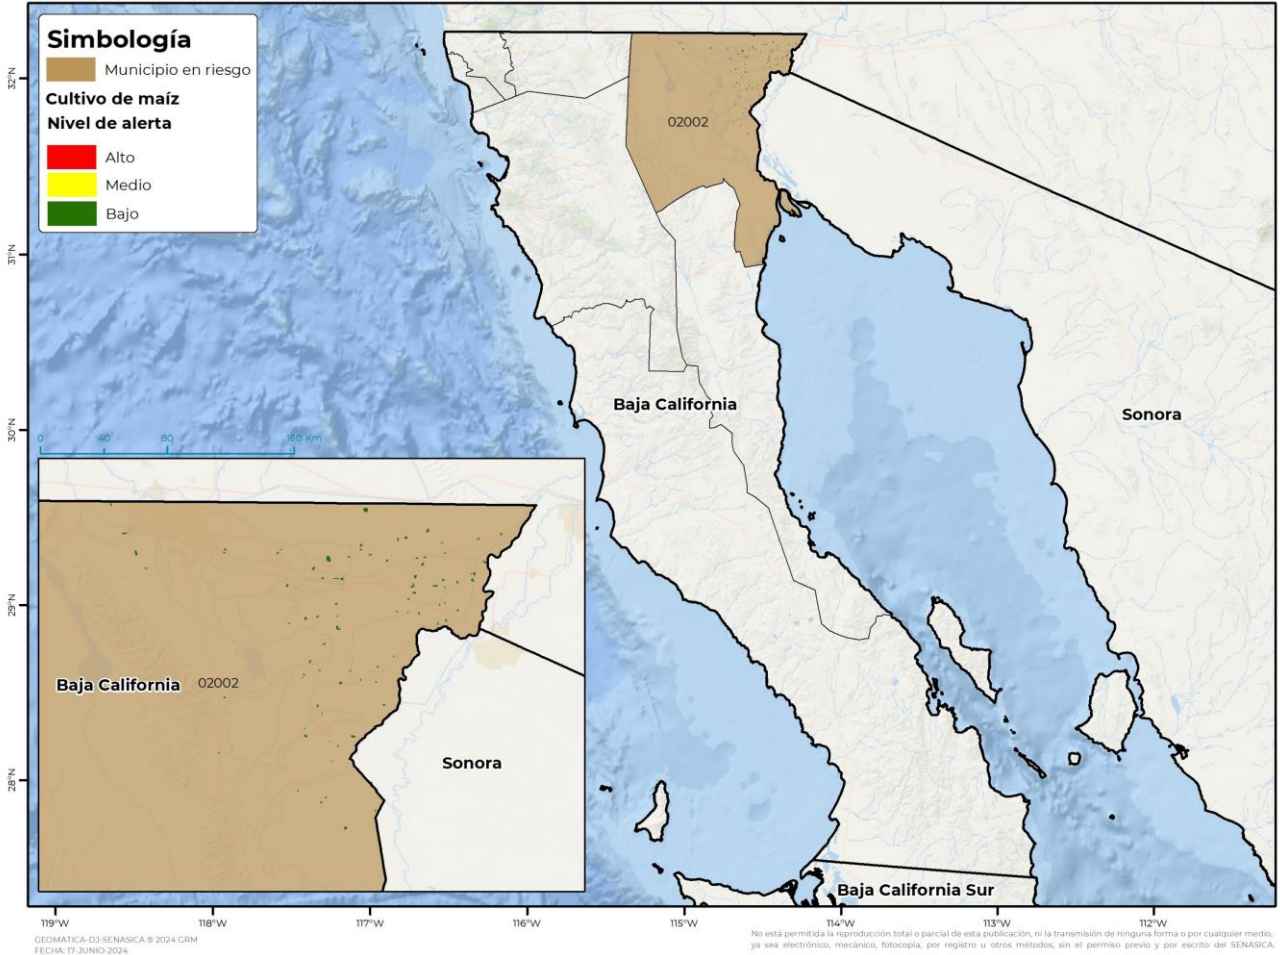 Simbología
Municipio en riesgo
Cultivo de maíz
Nivel de alerta
Alto
Medio
Bajo
02002
Baja California
Sonora
Baja California Sur
0 40 80 160 Km
Baja California 02002
Sonora
32°N
31°N
30°N
29°N
28°N
119°W 118°W 117°W 116°W 115°W 114°W 113°W 112°W
GEOMATICA-DJ-SENASICA ® 2024 GRM
FECHA: 17-JUNIO-2024
No está permitida la reproducción total o parcial de esta publicación, ni la transmisión de ninguna forma o por cualquier medio,
ya sea electrónico, mecánico, fotocopia, por registro u otros métodos, sin el permiso previo y por escrito del SENASICA.